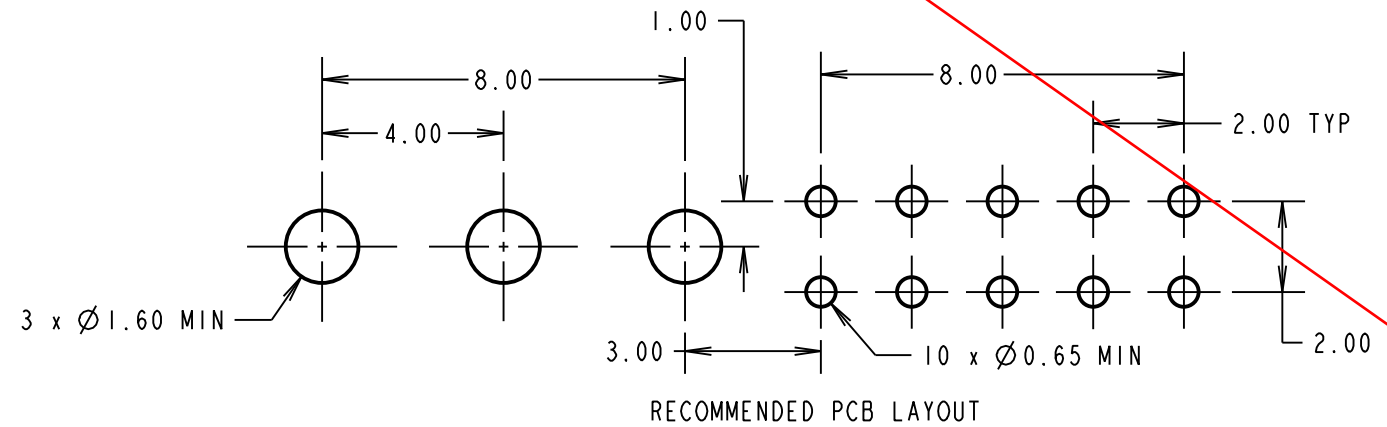 1.00
8.00
8.00
4.00
2.00 TYP
3 x Ø1.60 MIN
3.00
10 x Ø0.65 MIN
2.00
RECOMMENDED PCB LAYOUT